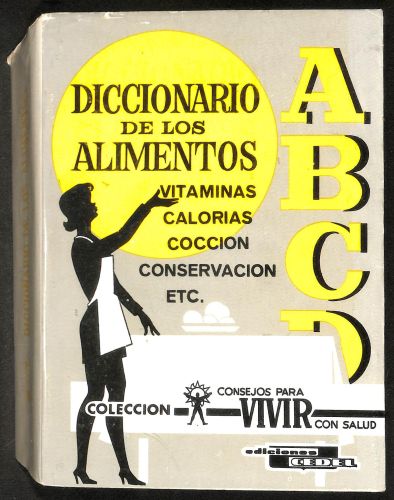 DICCIONARIO
DE LOS
ALIMENTOS
VITAMINAS
CALORIAS
COCCION
CONSERVACION
ETC.
A
B
C
D
COLECCION
CONSEJOS PARA
VIVIR
CON SALUD
ediciones
CEDEL